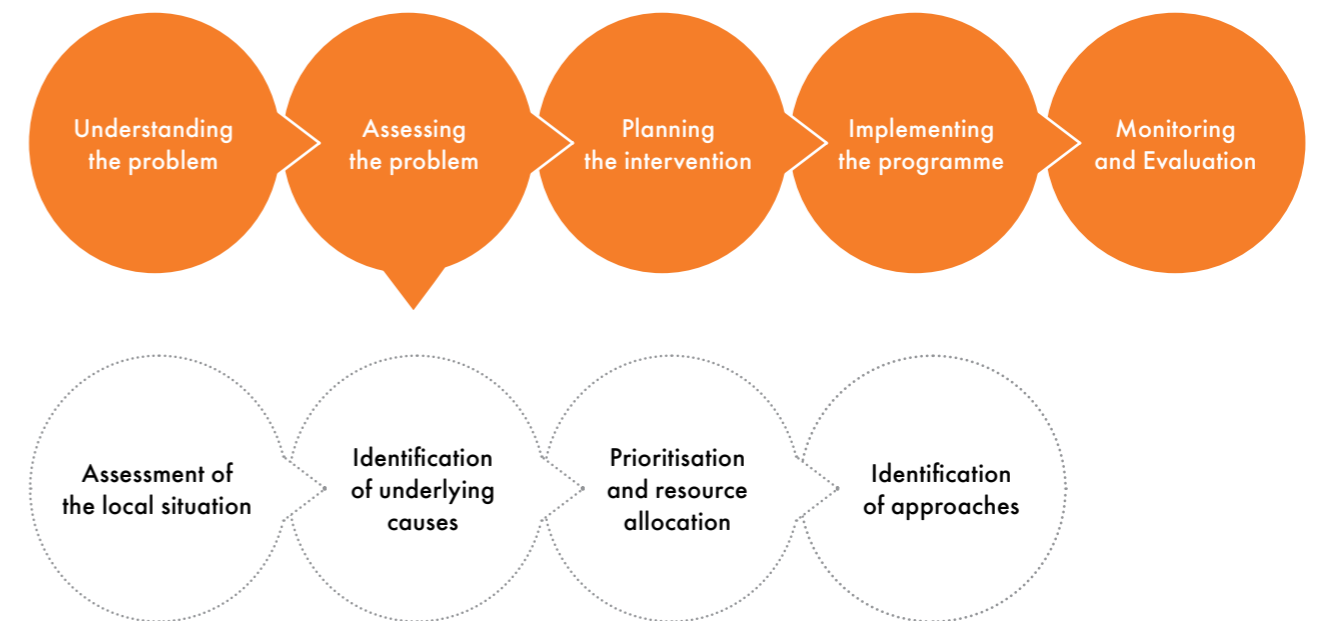 Understanding
the problem
Assessing
the problem
Planning
the intervention
Implementing
the programme
Monitoring
and Evaluation
Assessment of
the local situation
Identification
of underlying
causes
Prioritisation
and resource
allocation
Identification
of approaches